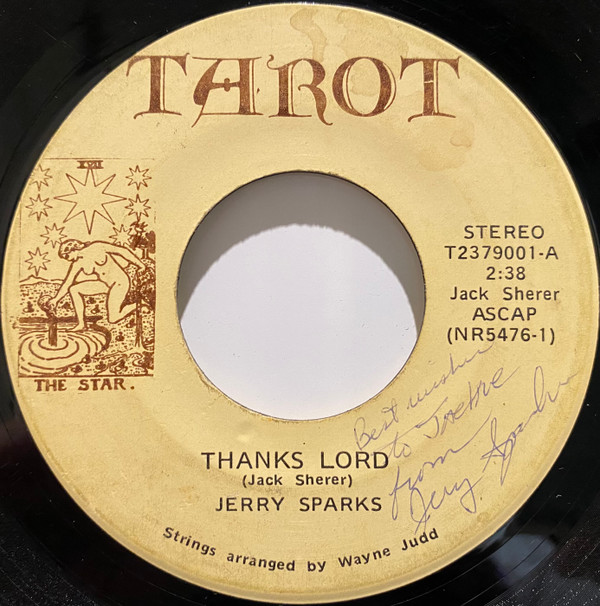 TAROT
XVII
THE STAR.
STEREO
T2379001-A
2:38
Jack Sherer
ASCAP
(NR5476-1)
Best wishes
to
from
Jerry Sparks
THANKS LORD
(Jack Sherer)
JERRY SPARKS
Strings arranged by Wayne Judd